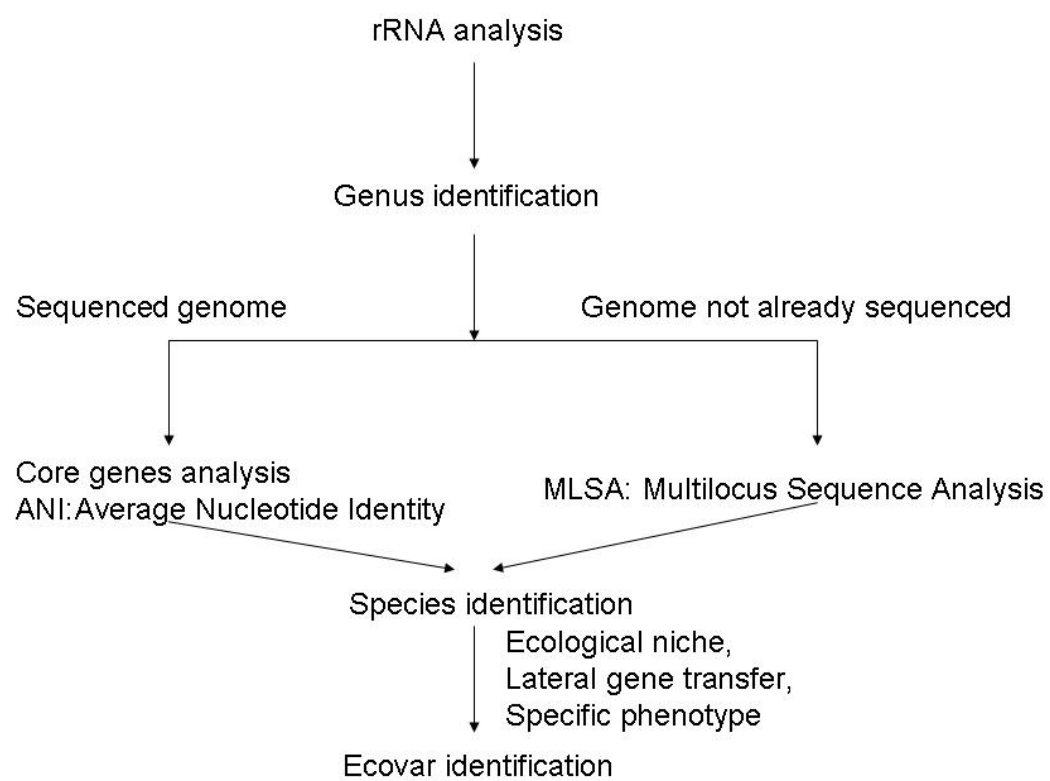 rRNA analysis
Genus identification
Sequenced genome
Genome not already sequenced
Core genes analysis
ANI:Average Nucleotide Identity
MLSA: Multilocus Sequence Analysis
Species identification
Ecological niche,
Lateral gene transfer,
Specific phenotype
Ecovar identification